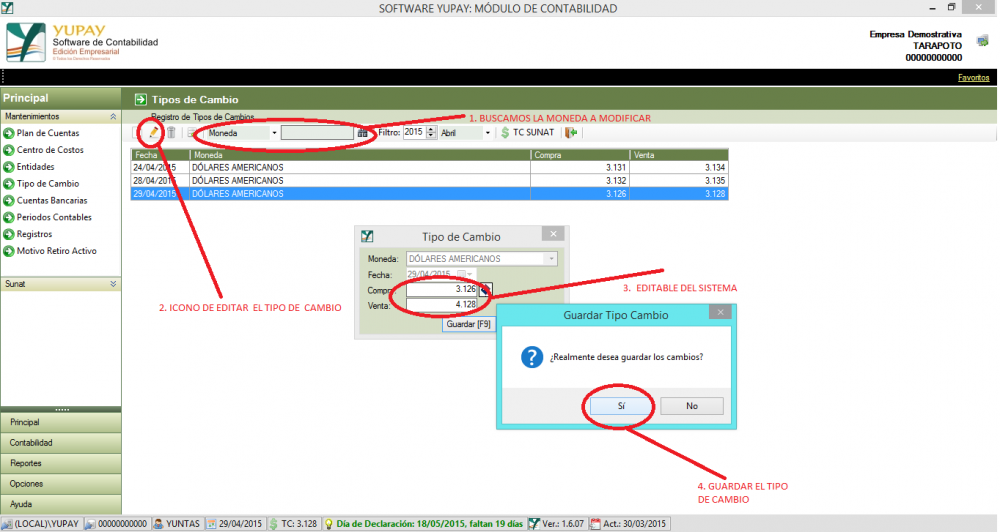 SOFTWARE YUPAY: MÓDULO DE CONTABILIDAD
YUPAY
Software de Contabilidad
Edición Empresarial
Empresa Demostrativa
TARAPOTO
00000000000
Favoritos
Principal
Tipos de Cambio
Mantenimientos
Registro de Tipos de Cambios
1. BUSCAMOS LA MONEDA A MODIFICAR
Moneda
Filtro: 2015 Abril
TC SUNAT
Plan de Cuentas
Centro de Costos
Entidades
Tipo de Cambio
Cuentas Bancarias
Periodos Contables
Registros
Motivo Retiro Activo
Fecha Moneda Compra Venta
24/04/2015 DÓLARES AMERICANOS 3.131 3.134
28/04/2015 DÓLARES AMERICANOS 3.132 3.135
29/04/2015 DÓLARES AMERICANOS 3.126 3.128
Tipo de Cambio
Moneda: DÓLARES AMERICANOS
Fecha: 29/04/2015
Compra: 3.126
Venta: 4.128
Guardar [F9]
3. EDITABLE DEL SISTEMA
Sunat
2. ICONO DE EDITAR EL TIPO DE CAMBIO
Guardar Tipo Cambio
¿Realmente desea guardar los cambios?
Sí
No
4. GUARDAR EL TIPO
DE CAMBIO
Principal
Contabilidad
Reportes
Opciones
Ayuda
(LOCAL)\YUPAY 00000000000 YUNTAS 29/04/2015 TC: 3.128 Día de Declaración: 18/05/2015, faltan 19 días Ver.: 1.6.07 Act.: 30/03/2015